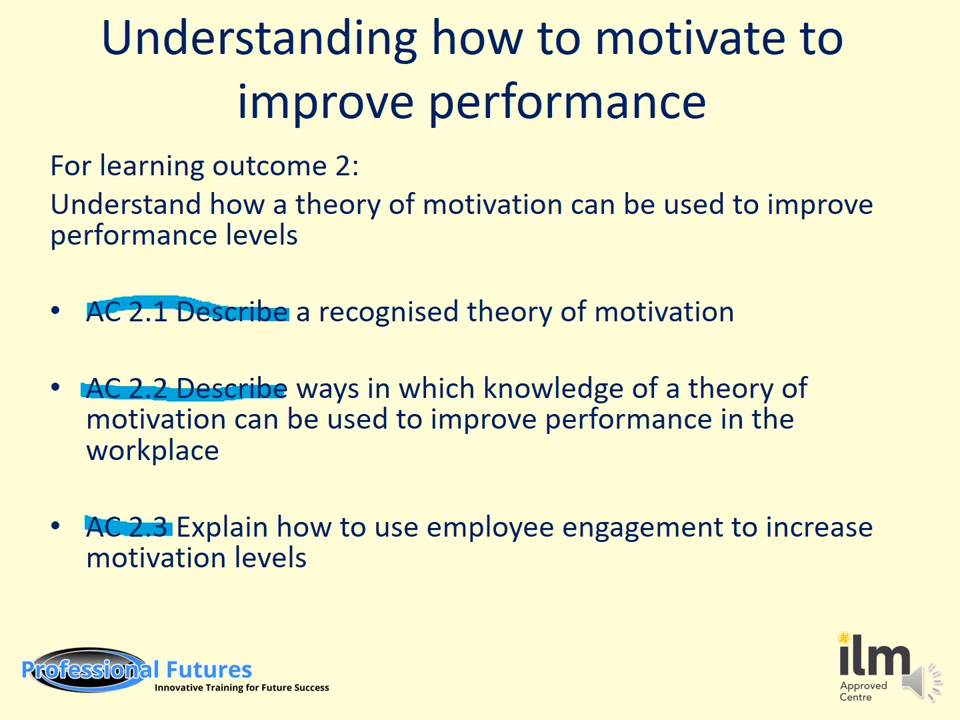 Understanding how to motivate to
improve performance
For learning outcome 2:
Understand how a theory of motivation can be used to improve
performance levels
• AC 2.1 Describe a recognised theory of motivation
• AC 2.2 Describe ways in which knowledge of a theory of
motivation can be used to improve performance in the
workplace
• AC 2.3 Explain how to use employee engagement to increase
motivation levels
Professional Futures
Innovative Training for Future Success
ilm
Approved
Centre